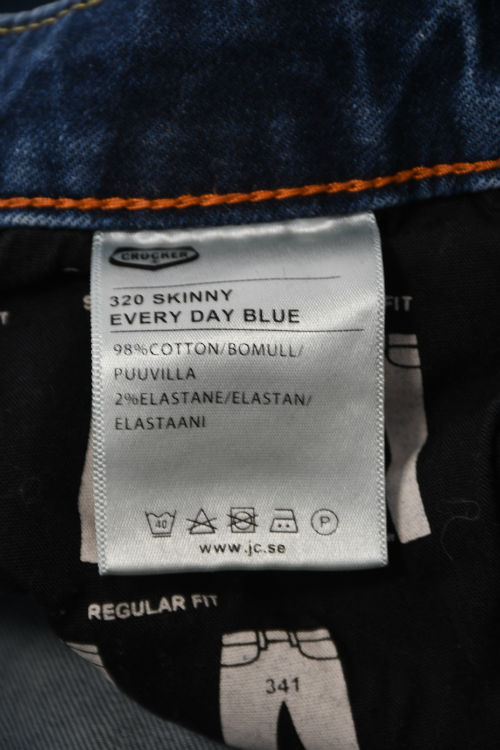 CROCKER
320 SKINNY
EVERY DAY BLUE
FIT
98%COTTON/BOMULL/
PUUVILLA
2%ELASTANE/ELASTAN/
ELASTAANI
40
P
www.jc.se
REGULAR FIT
341